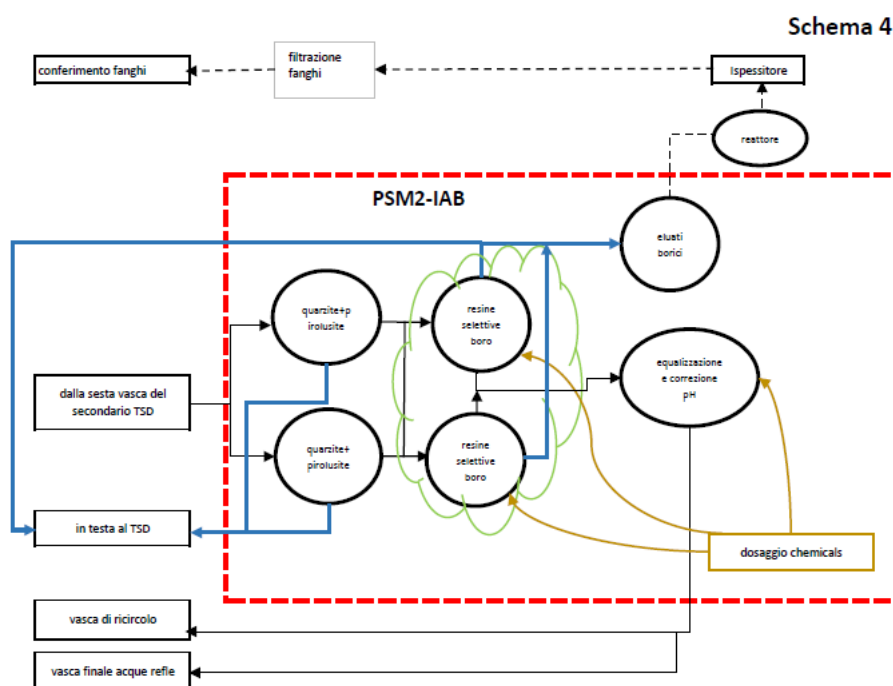 Schema 4
conferimento fanghi
filtrazione
fanghi
Ispessitore
reattore
PSM2-IAB
eluati
borici
quarzite+p
irolusite
resine
selettive
boro
equalizzazione
e correzione
pH
dalla sesta vasca del
secondario TSD
quarzite+
pirolusite
resine
selettive
boro
in testa al TSD
dosaggio chemicals
vasca di ricircolo
vasca finale acque refle